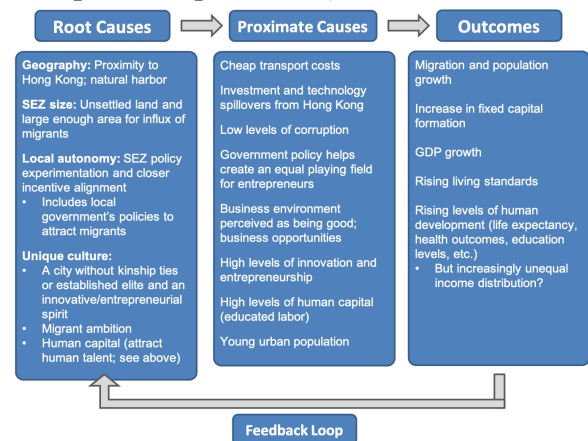 Root Causes
Proximate Causes
Outcomes
Geography: Proximity to
Hong Kong; natural harbor
SEZ size: Unsettled land and
large enough area for influx of
migrants
Local autonomy: SEZ policy
experimentation and closer
incentive alignment
• Includes local
government's policies to
attract migrants
Unique culture:
• A city without kinship ties
or established elite and an
innovative/entrepreneurial
spirit
• Migrant ambition
• Human capital (attract
human talent; see above)
Cheap transport costs
Investment and technology
spillovers from Hong Kong
Low levels of corruption
Government policy helps
create an equal playing field
for entrepreneurs
Business environment
perceived as being good;
business opportunities
High levels of innovation and
entrepreneurship
High levels of human capital
(educated labor)
Young urban population
Migration and population
growth
Increase in fixed capital
formation
GDP growth
Rising living standards
Rising levels of human
development (life expectancy,
health outcomes, education
levels, etc.)
• But increasingly unequal
income distribution?
Feedback Loop